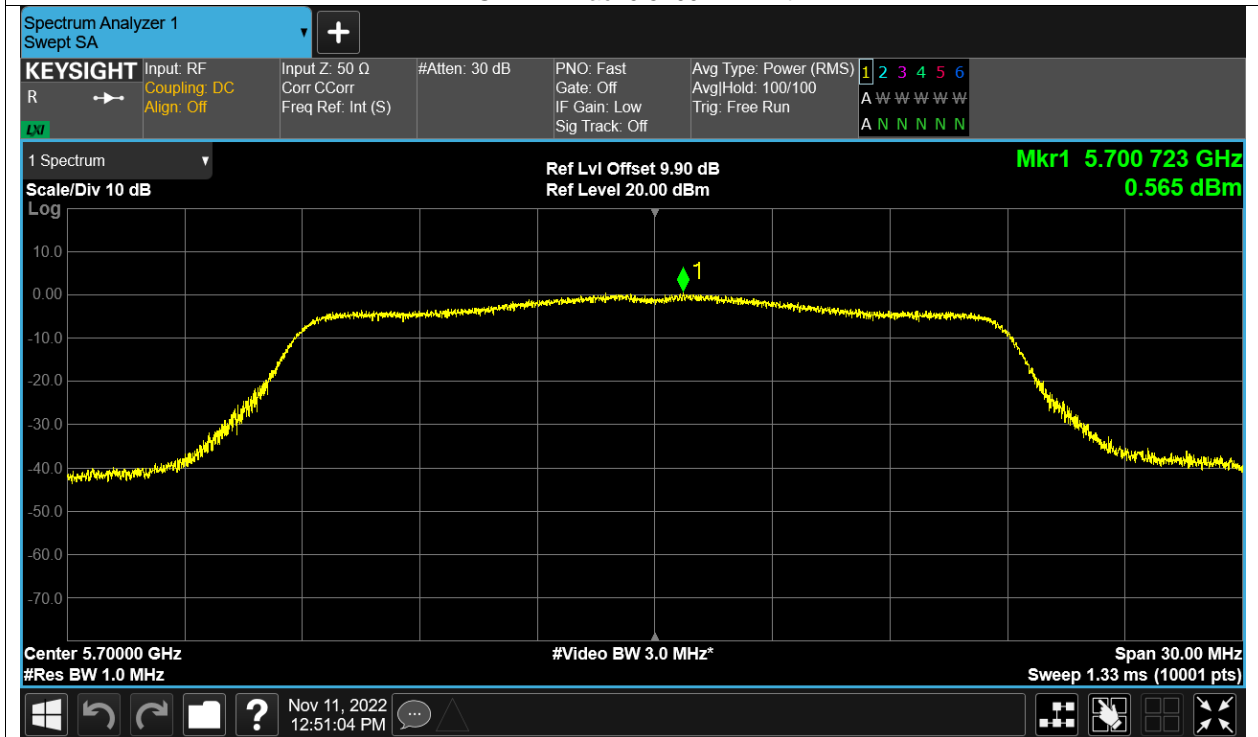 Spectrum Analyzer 1
Swept SA
+
KEYSIGHT
R
LXI
Input: RF
Coupling: DC
Align: Off
Input Z: 50 Ω
Corr CCorr
Freq Ref: Int (S)
#Atten: 30 dB
PNO: Fast
Gate: Off
IF Gain: Low
Sig Track: Off
Avg Type: Power (RMS)
Avg|Hold: 100/100
Trig: Free Run
1 2 3 4 5 6
A W W W W W
A N N N N N
1 Spectrum
Scale/Div 10 dB
Log
Ref Lvl Offset 9.90 dB
Ref Level 20.00 dBm
Mkr1 5.700 723 GHz
0.565 dBm
1
10.0
0.00
-10.0
-20.0
-30.0
-40.0
-50.0
-60.0
-70.0
Center 5.70000 GHz
#Res BW 1.0 MHz
#Video BW 3.0 MHz*
Span 30.00 MHz
Sweep 1.33 ms (10001 pts)
?
Nov 11, 2022
12:51:04 PM